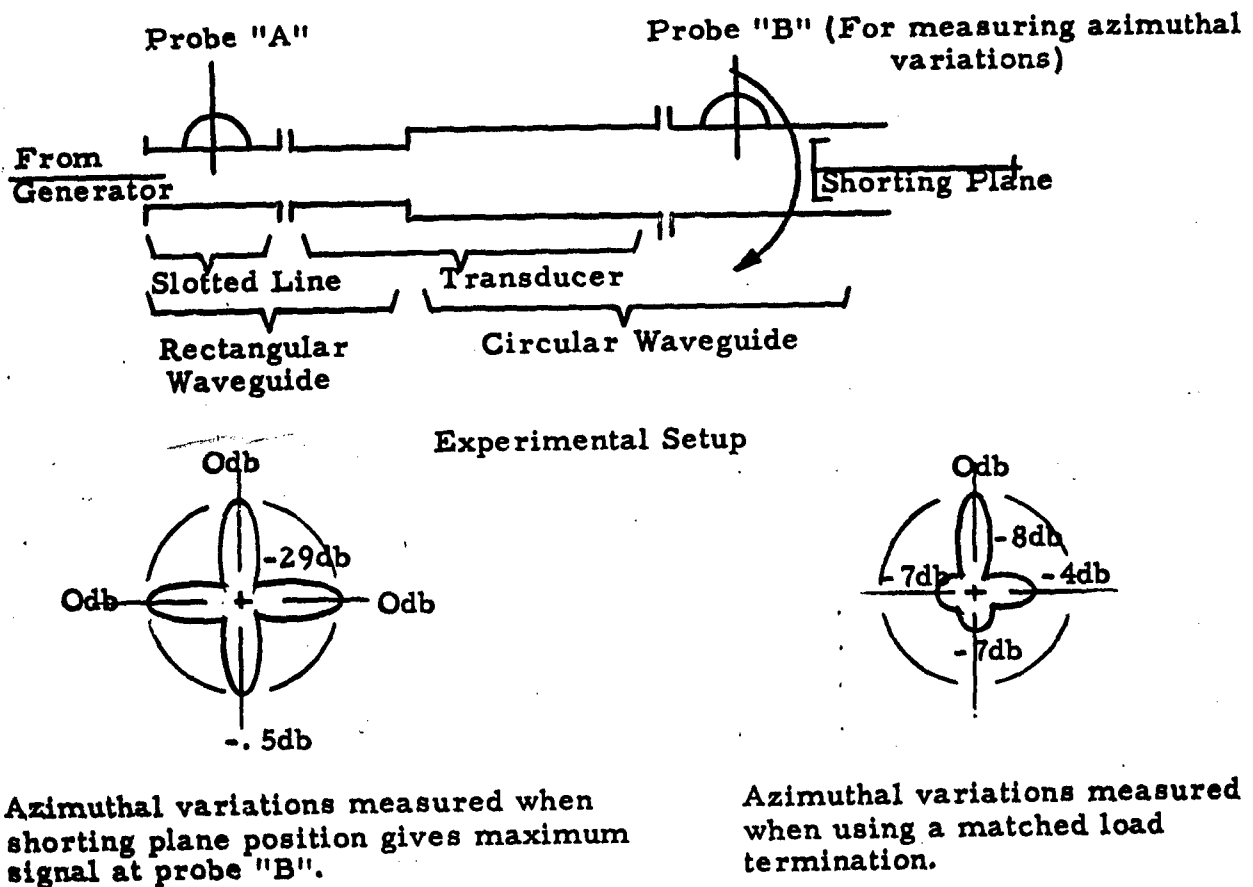 Probe "A"
Probe "B" (For measuring azimuthal
variations)
From
Generator
Shorting Plane
Slotted Line
Transducer
Rectangular
Waveguide
Circular Waveguide
Experimental Setup
Odb
-29db
Odb
Odb
-.5db
Odb
-8db
-7db
-4db
-7db
Azimuthal variations measured when
shorting plane position gives maximum
signal at probe "B".
Azimuthal variations measured
when using a matched load
termination.